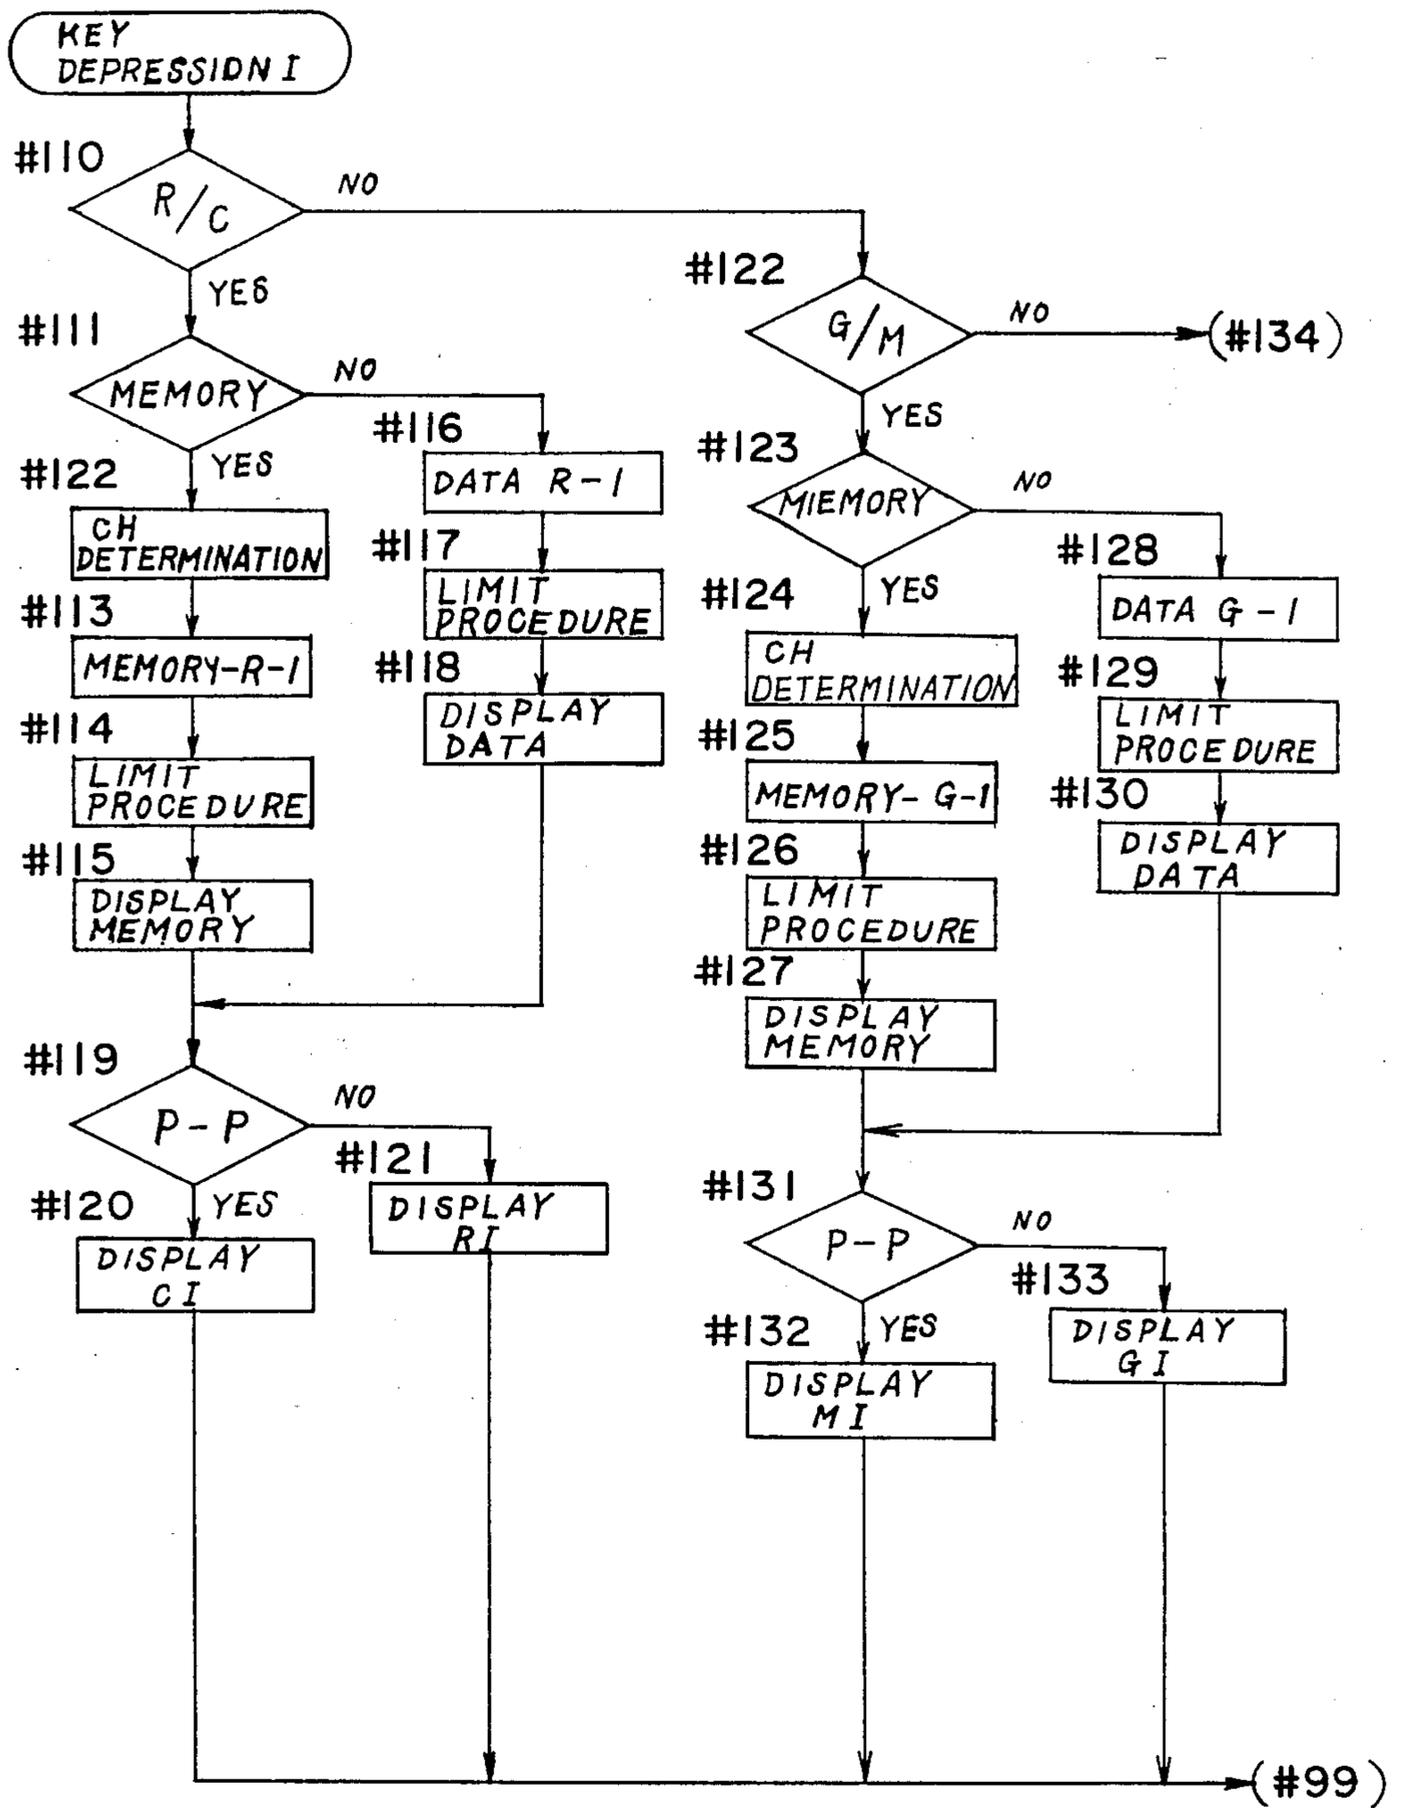 KEY
DEPRESSION I
#110
R/C
NO
YES
#111
MEMORY
NO
YES
#122
CH
DETERMINATION
#113
MEMORY-R-1
#114
LIMIT
PROCEDURE
#115
DISPLAY
MEMORY
#116
DATA R-1
#117
LIMIT
PROCEDURE
#118
DISPLAY
DATA
#119
P-P
NO
YES
#120
DISPLAY
CI
#121
DISPLAY
RI
#122
G/M
NO
(#134)
YES
#123
MIEMORY
NO
YES
#124
CH
DETERMINATION
#125
MEMORY-G-1
#126
LIMIT
PROCEDURE
#127
DISPLAY
MEMORY
#128
DATA G-1
#129
LIMIT
PROCEDURE
#130
DISPLAY
DATA
#131
P-P
NO
YES
#132
DISPLAY
MI
#133
DISPLAY
GI
(#99)